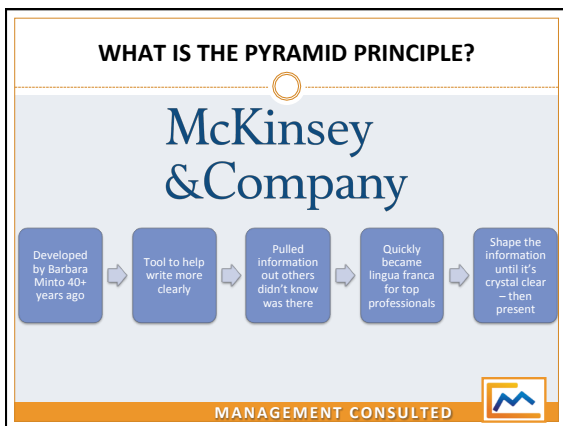 WHAT IS THE PYRAMID PRINCIPLE?
McKinsey
&Company
Developed
by Barbara
Minto 40+
years ago
Tool to help
write more
clearly
Pulled
information
out others
didn't know
was there
Quickly
became
lingua franca
for top
professionals
Shape the
information
until it's
crystal clear
– then
present
MANAGEMENT CONSULTED